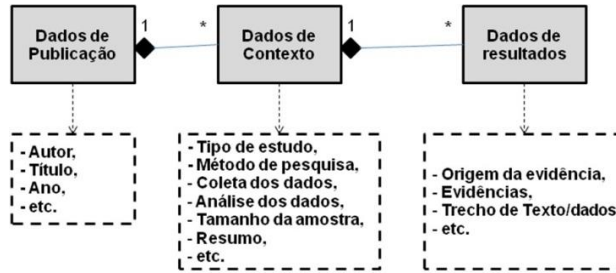 Dados de
Publicação
1
*
Dados de
Contexto
1
*
Dados de
resultados
- Autor,
- Título,
- Ano,
- etc.
- Tipo de estudo,
- Método de pesquisa,
- Coleta dos dados,
- Análise dos dados,
- Tamanho da amostra,
- Resumo,
- etc.
- Origem da evidência,
- Evidências,
- Trecho de Texto/dados
- etc.